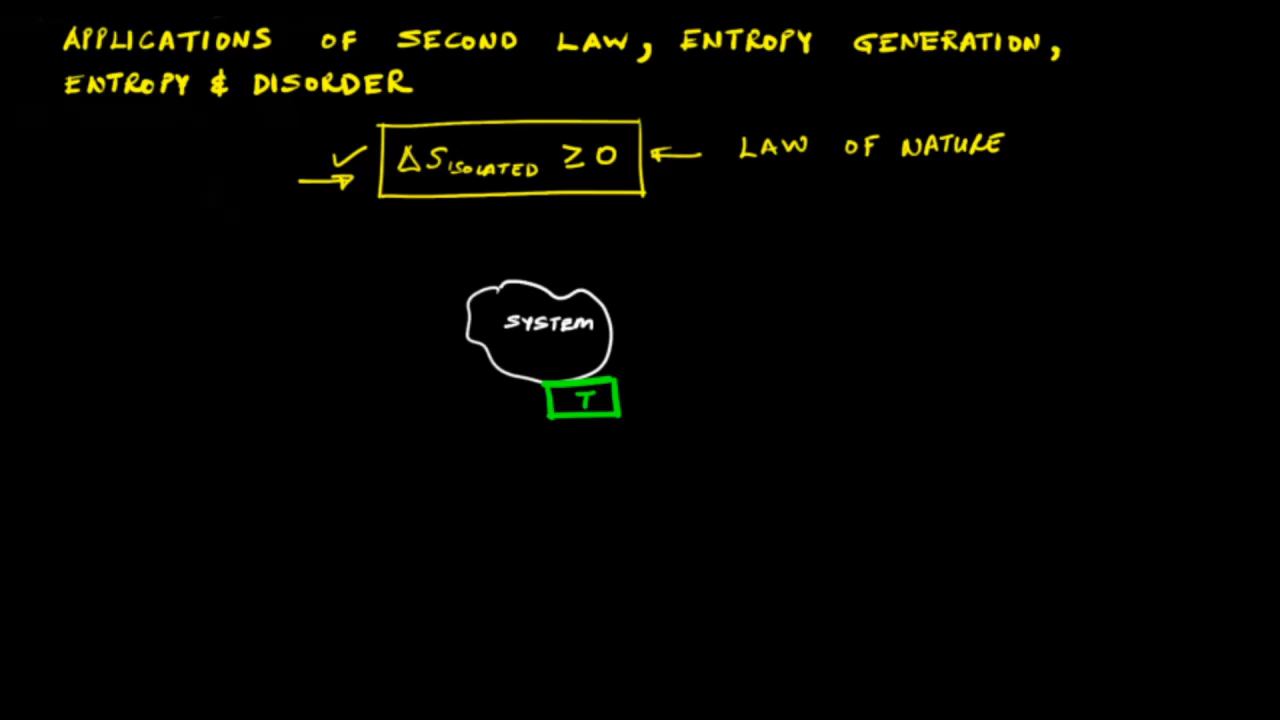 APPLICATIONS OF SECOND LAW, ENTROPY GENERATION,
ENTROPY & DISORDER
✓ ΔS_ISOLATED ≥ 0 ← LAW OF NATURE
→
SYSTEM
T